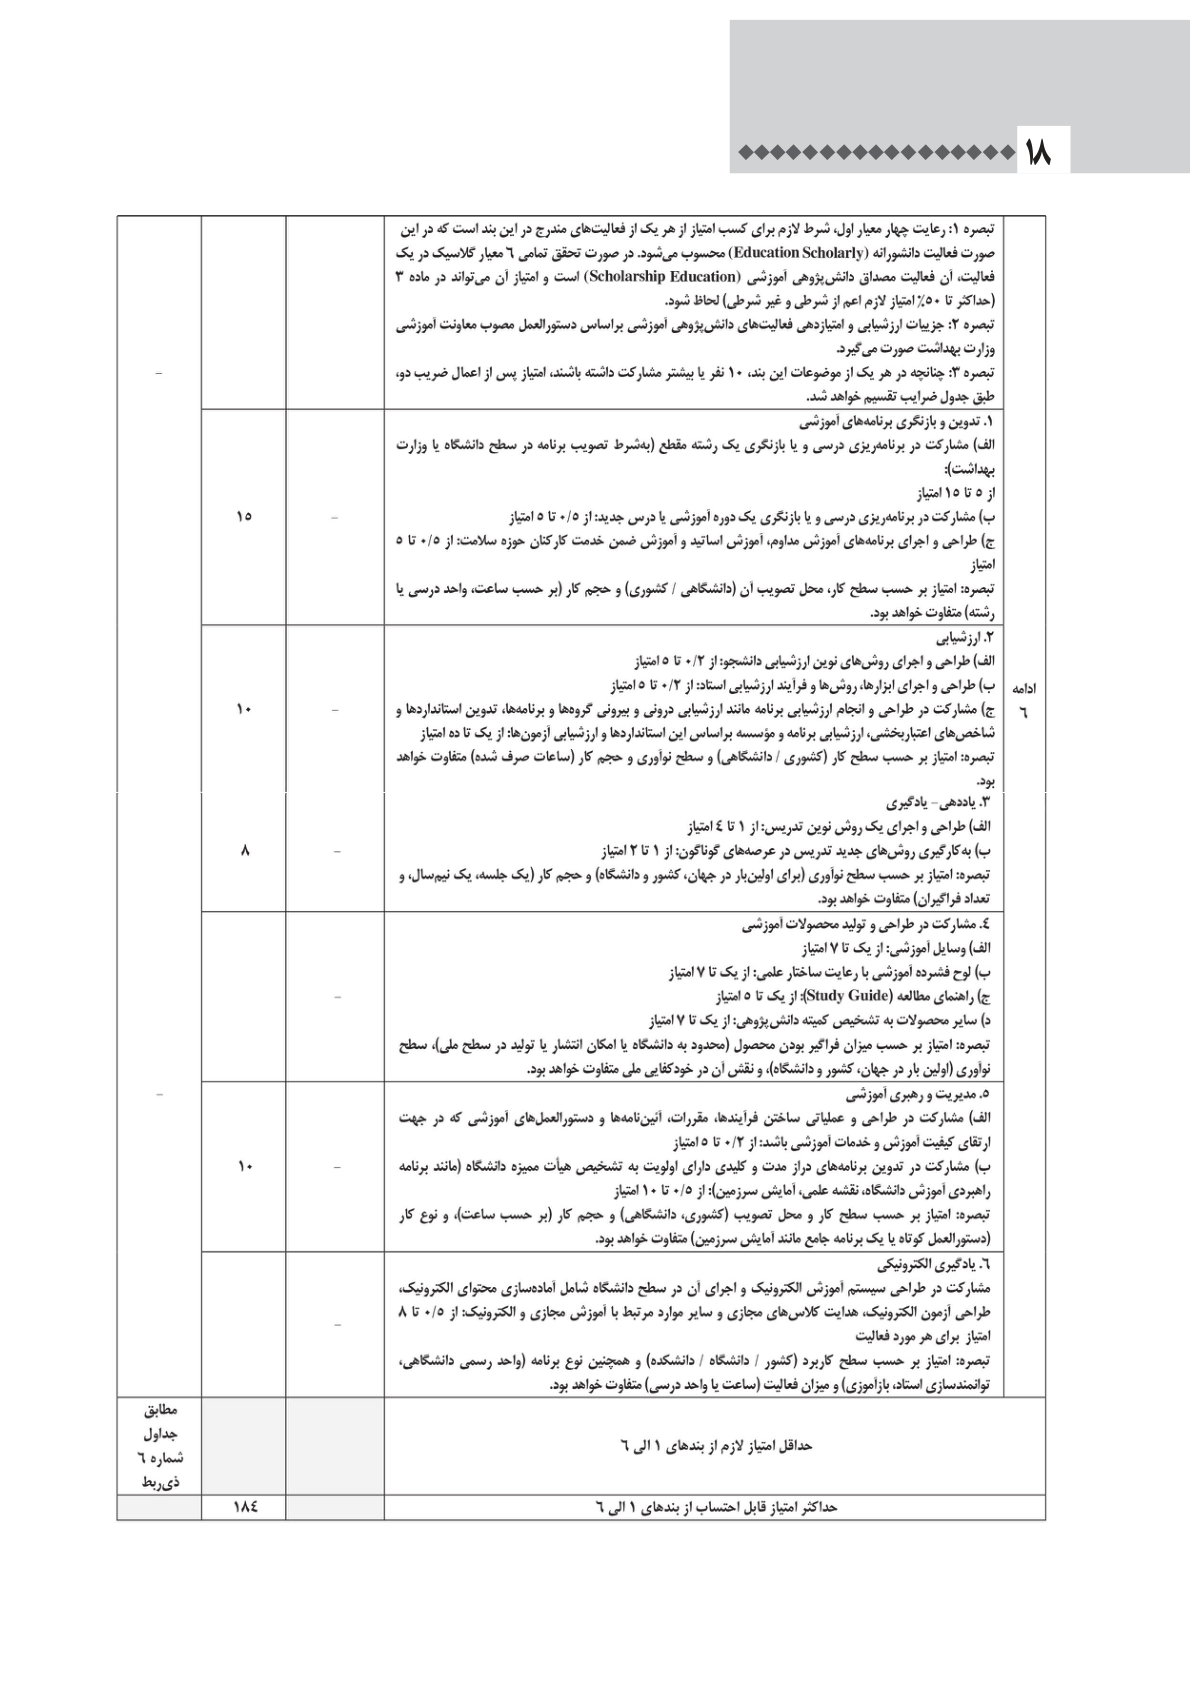 ۱۸
تبصره ۱: رعایت چهار معیار اول، شرط لازم برای کسب امتیاز از هر یک از فعالیت‌های مندرج در این بند است که در این
صورت فعالیت دانشورانه (Education Scholarly) محسوب می‌شود. در صورت تحقق تمامی ۶ معیار گلاسیک در یک
فعالیت، آن فعالیت مصداق دانش‌پژوهی آموزشی (Scholarship Education) است و امتیاز آن می‌تواند در ماده ۳
(حداکثر تا ۵۰٪ امتیاز لازم اعم از شرطی و غیر شرطی) لحاظ شود.
تبصره ۲: جزییات ارزشیابی و امتیازدهی فعالیت‌های دانش‌پژوهی آموزشی براساس دستورالعمل مصوب معاونت آموزشی
وزارت بهداشت صورت می‌گیرد.
تبصره ۳: چنانچه در هر یک از موضوعات این بند، ۱۰ نفر یا بیشتر مشارکت داشته باشند، امتیاز پس از اعمال ضریب دو،
طبق جدول ضرایب تقسیم خواهد شد.
–
۱. تدوین و بازنگری برنامه‌های آموزشی
الف) مشارکت در برنامه‌ریزی درسی و یا بازنگری یک رشته مقطع (به‌شرط تصویب برنامه در سطح دانشگاه یا وزارت
بهداشت):
از ۵ تا ۱۵ امتیاز
ب) مشارکت در برنامه‌ریزی درسی و یا بازنگری یک دوره آموزشی یا درس جدید: از ۰/۵ تا ۵ امتیاز
ج) طراحی و اجرای برنامه‌های آموزش مداوم، آموزش اساتید و آموزش ضمن خدمت کارکنان حوزه سلامت: از ۰/۵ تا ۵
امتیاز
تبصره: امتیاز بر حسب سطح کار، محل تصویب آن (دانشگاهی / کشوری) و حجم کار (بر حسب ساعت، واحد درسی یا
رشته) متفاوت خواهد بود.
–
۱۵
ادامه
۶
۲. ارزشیابی
الف) طراحی و اجرای روش‌های نوین ارزشیابی دانشجو: از ۰/۲ تا ۵ امتیاز
ب) طراحی و اجرای ابزارها، روش‌ها و فرآیند ارزشیابی استاد: از ۰/۲ تا ۵ امتیاز
ج) مشارکت در طراحی و انجام ارزشیابی برنامه مانند ارزشیابی درونی و بیرونی گروه‌ها و برنامه‌ها، تدوین استانداردها و
شاخص‌های اعتباربخشی، ارزشیابی برنامه و مؤسسه براساس این استانداردها و ارزشیابی آزمون‌ها: از یک تا ده امتیاز
تبصره: امتیاز بر حسب سطح کار (کشوری / دانشگاهی) و سطح نوآوری و حجم کار (ساعات صرف شده) متفاوت خواهد
بود.
–
۱۰
۳. یاددهی- یادگیری
الف) طراحی و اجرای یک روش نوین تدریس: از ۱ تا ۴ امتیاز
ب) به‌کارگیری روش‌های جدید تدریس در عرصه‌های گوناگون: از ۱ تا ۲ امتیاز
تبصره: امتیاز بر حسب سطح نوآوری (برای اولین‌بار در جهان، کشور و دانشگاه) و حجم کار (یک جلسه، یک نیم‌سال، و
تعداد فراگیران) متفاوت خواهد بود.
–
۸
۴. مشارکت در طراحی و تولید محصولات آموزشی
الف) وسایل آموزشی: از یک تا ۷ امتیاز
ب) لوح فشرده آموزشی با رعایت ساختار علمی: از یک تا ۷ امتیاز
ج) راهنمای مطالعه (Study Guide): از یک تا ۵ امتیاز
د) سایر محصولات به تشخیص کمیته دانش‌پژوهی: از یک تا ۷ امتیاز
تبصره: امتیاز بر حسب میزان فراگیر بودن محصول (محدود به دانشگاه یا امکان انتشار یا تولید در سطح ملی)، سطح
نوآوری (اولین بار در جهان، کشور و دانشگاه)، و نقش آن در خودکفایی ملی متفاوت خواهد بود.
–
۵. مدیریت و رهبری آموزشی
الف) مشارکت در طراحی و عملیاتی ساختن فرآیندها، مقررات، آئین‌نامه‌ها و دستورالعمل‌های آموزشی که در جهت
ارتقای کیفیت آموزش و خدمات آموزشی باشد: از ۰/۲ تا ۵ امتیاز
ب) مشارکت در تدوین برنامه‌های دراز مدت و کلیدی دارای اولویت به تشخیص هیأت ممیزه دانشگاه (مانند برنامه
راهبردی آموزش دانشگاه، نقشه علمی، آمایش سرزمین): از ۰/۵ تا ۱۰ امتیاز
تبصره: امتیاز بر حسب سطح کار و محل تصویب (کشوری، دانشگاهی) و حجم کار (بر حسب ساعت)، و نوع کار
(دستورالعمل کوتاه یا یک برنامه جامع مانند آمایش سرزمین) متفاوت خواهد بود.
–
۱۰
–
۶. یادگیری الکترونیکی
مشارکت در طراحی سیستم آموزش الکترونیک و اجرای آن در سطح دانشگاه شامل آماده‌سازی محتوای الکترونیک،
طراحی آزمون الکترونیک، هدایت کلاس‌های مجازی و سایر موارد مرتبط با آموزش مجازی و الکترونیک: از ۰/۵ تا ۸
امتیاز برای هر مورد فعالیت
تبصره: امتیاز بر حسب سطح کاربرد (کشور / دانشگاه / دانشکده) و همچنین نوع برنامه (واحد رسمی دانشگاهی،
توانمندسازی استاد، بازآموزی) و میزان فعالیت (ساعت یا واحد درسی) متفاوت خواهد بود.
–
حداقل امتیاز لازم از بندهای ۱ الی ۶
مطابق
جداول
شماره ۶
ذی‌ربط
حداکثر امتیاز قابل احتساب از بندهای ۱ الی ۶
۱۸۴